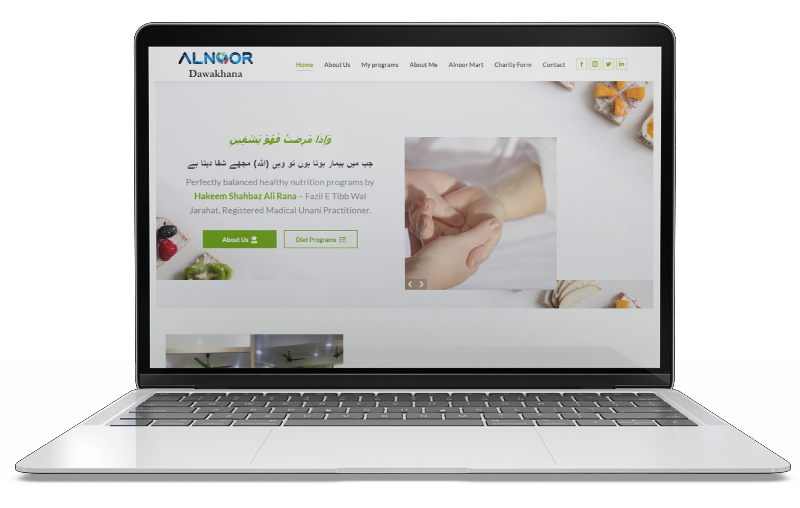 ALNOOR
Dawakhana
Home About Us My programs About Me Alnoor Mart Charity Form Contact
وَإِذَا مَرِضْتُ فَهُوَ يَشْفِينِ
جب میں بیمار ہوتا ہوں تو وہی (اللہ) مجھے شفا دیتا ہے
Perfectly balanced healthy nutrition programs by
Hakeem Shahbaz Ali Rana – Fazil E Tibb Wal
Jarahat, Registered Madical Unani Practitioner.
About Us Diet Programs